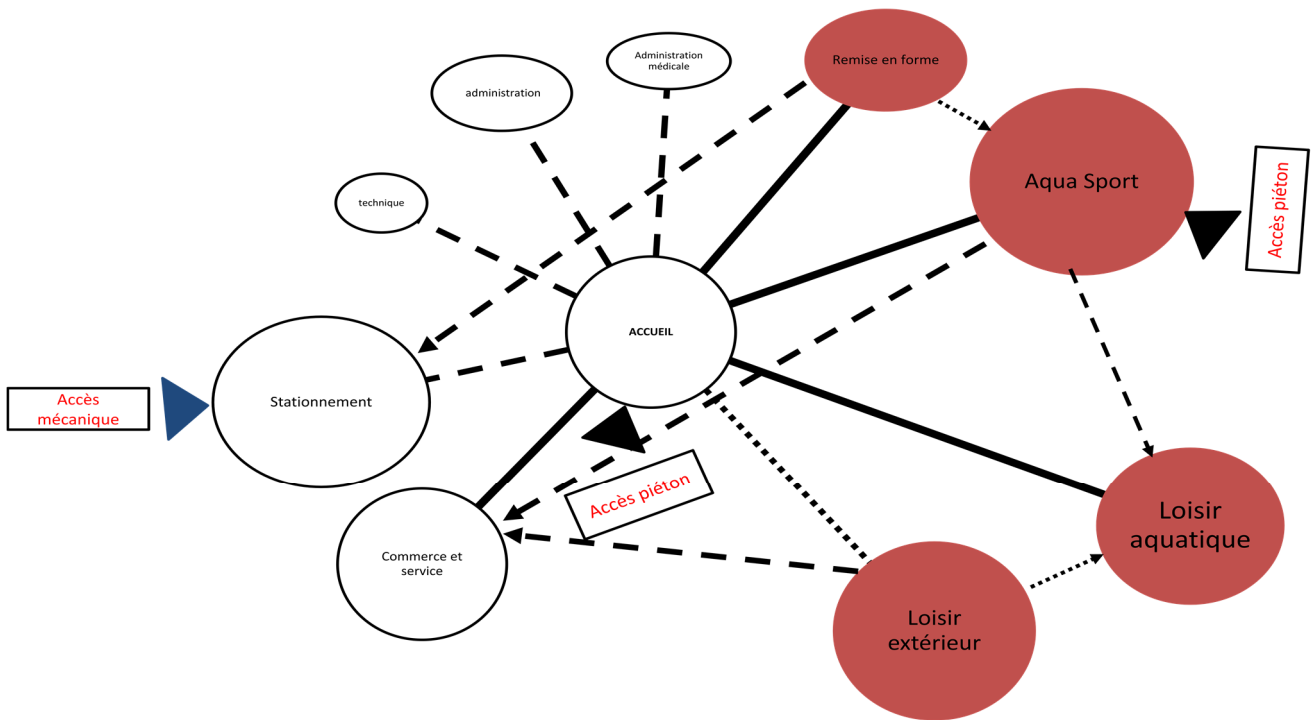 Administration
médicale
Remise en forme
administration
Aqua Sport
technique
Accès piéton
ACCUEIL
Accès
mécanique
Stationnement
Accès piéton
Commerce et
service
Loisir
aquatique
Loisir
extérieur